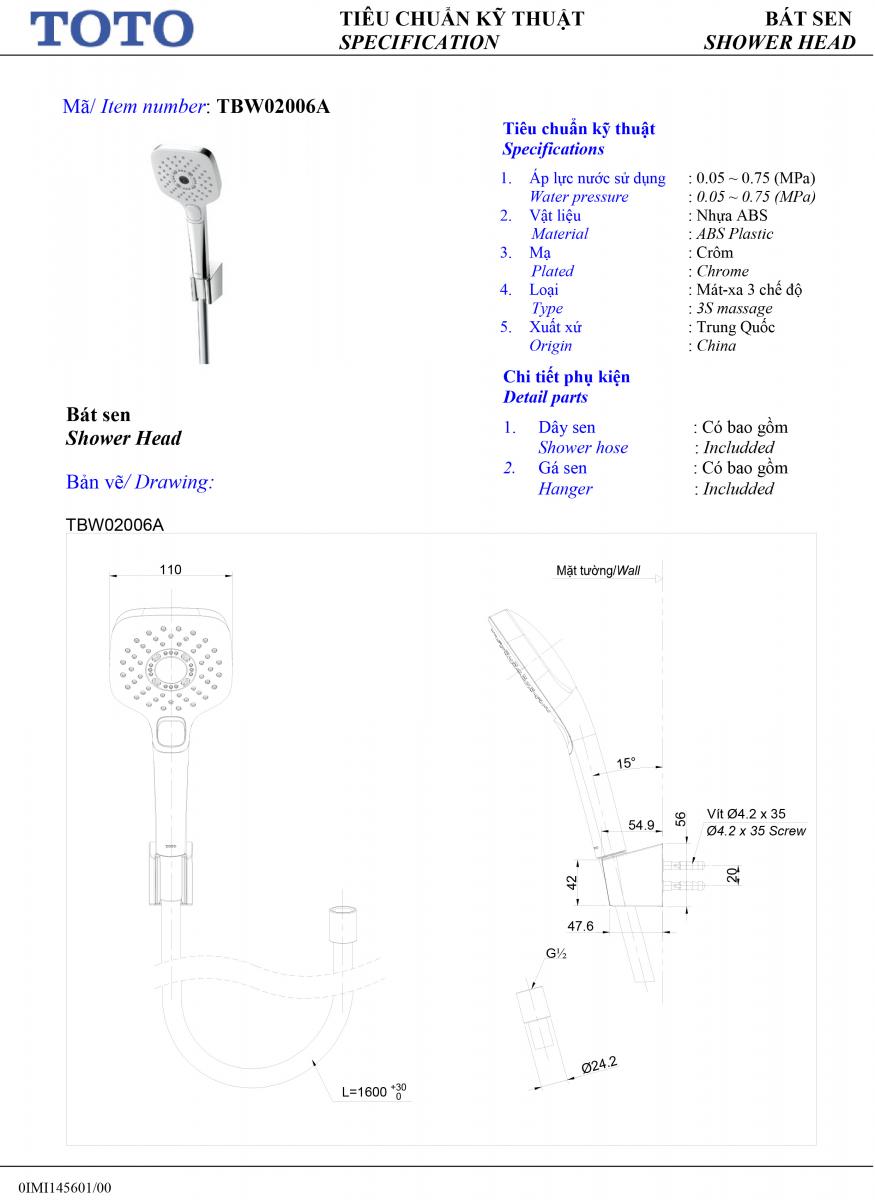 TOTO
TIÊU CHUẨN KỸ THUẬT
SPECIFICATION
BÁT SEN
SHOWER HEAD
Mã/ Item number: TBW02006A
Tiêu chuẩn kỹ thuật
Specifications
1. Áp lực nước sử dụng : 0.05 ~ 0.75 (MPa)
Water pressure : 0.05 ~ 0.75 (MPa)
2. Vật liệu : Nhựa ABS
Material : ABS Plastic
3. Mạ : Crôm
Plated : Chrome
4. Loại : Mát-xa 3 chế độ
Type : 3S massage
5. Xuất xứ : Trung Quốc
Origin : China
Chi tiết phụ kiện
Detail parts
1. Dây sen : Có bao gồm
Shower hose : Includded
2. Gá sen : Có bao gồm
Hanger : Includded
Bát sen
Shower Head
Bản vẽ/ Drawing:
TBW02006A
110
Mặt tường/Wall
15°
54.9
56
Vít Ø4.2 x 35
Ø4.2 x 35 Screw
42
20
47.6
G½
Ø24.2
L=1600 +30 0
TOTO
0IMI145601/00